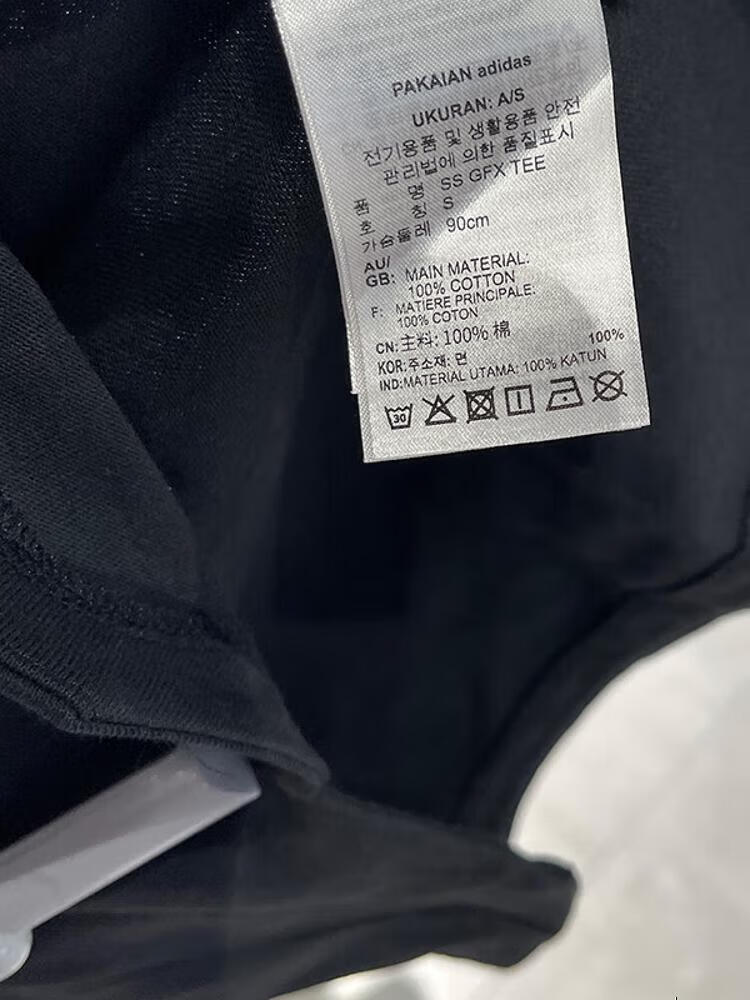 PAKAIAN adidas
UKURAN: A/S
전기용품 및 생활용품 안전
관리법에 의한 품질표시
품 명 SS GFX TEE
호 칭 S
가슴둘레 90cm
AU/
GB: MAIN MATERIAL:
100% COTTON
F: MATIERE PRINCIPALE:
100% COTON
CN:主料: 100% 棉
KOR:주소재: 면 100%
IND:MATERIAL UTAMA: 100% KATUN
30